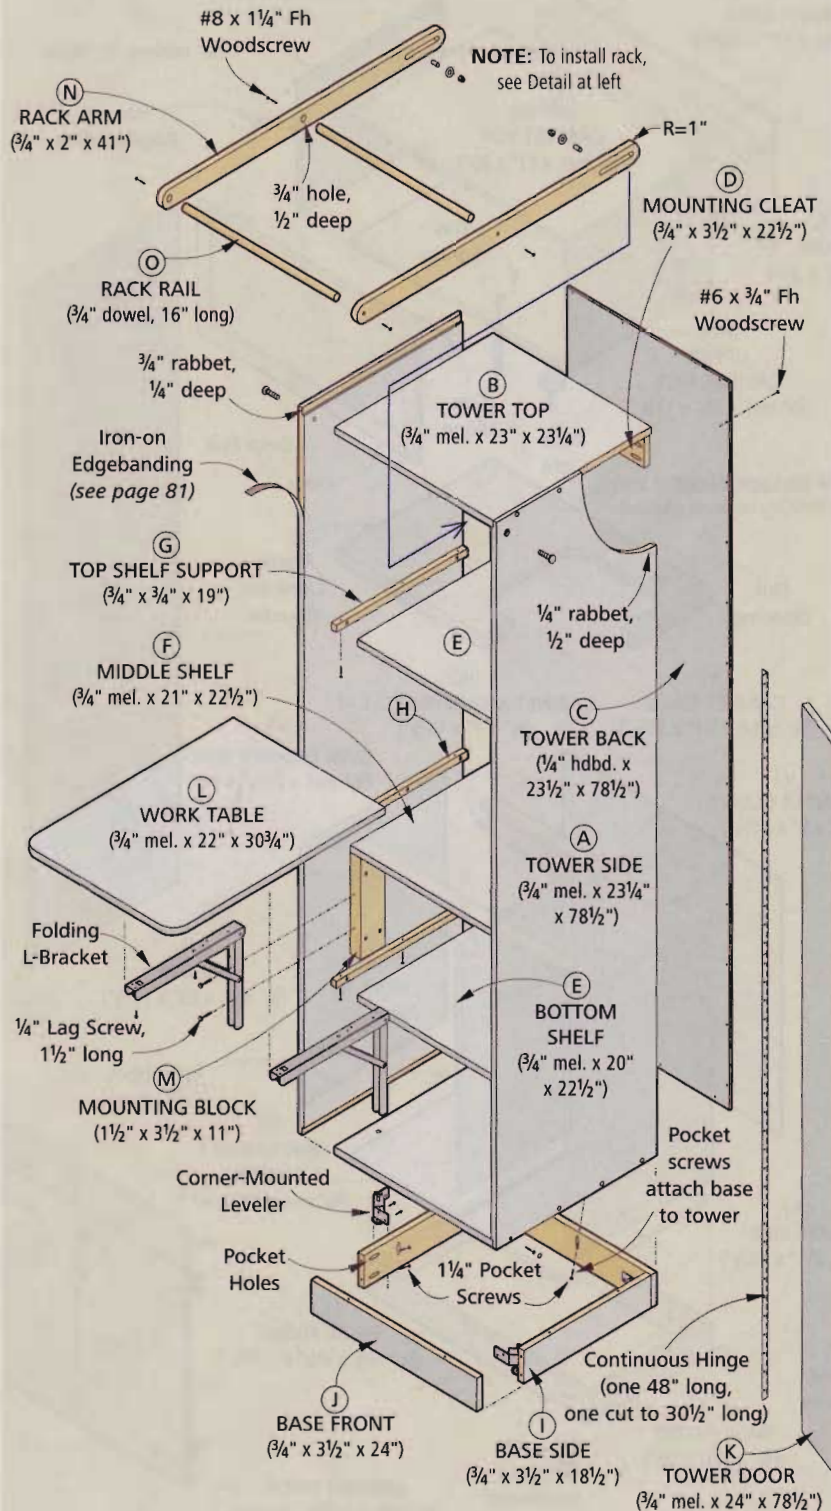 #8 x 1¼" Fh
Woodscrew
NOTE: To install rack,
see Detail at left
N
RACK ARM
(¾" x 2" x 41")
R=1"
¾" hole,
½" deep
D
MOUNTING CLEAT
(¾" x 3½" x 22½")
O
RACK RAIL
(¾" dowel, 16" long)
#6 x ¾" Fh
Woodscrew
¾" rabbet,
¼" deep
B
TOWER TOP
(¾" mel. x 23" x 23¼")
Iron-on
Edgebanding
(see page 81)
G
TOP SHELF SUPPORT
(¾" x ¾" x 19")
¼" rabbet,
½" deep
E
F
MIDDLE SHELF
(¾" mel. x 21" x 22½")
H
C
TOWER BACK
(¼" hdbd. x
23½" x 78½")
L
WORK TABLE
(¾" mel. x 22" x 30¾")
A
TOWER SIDE
(¾" mel. x 23¼"
x 78½")
Folding
L-Bracket
E
BOTTOM
SHELF
(¾" mel. x 20"
x 22½")
¼" Lag Screw,
1½" long
M
MOUNTING BLOCK
(1½" x 3½" x 11")
Pocket
screws
attach base
to tower
Corner-Mounted
Leveler
Pocket
Holes
1¼" Pocket
Screws
Continuous Hinge
(one 48" long,
one cut to 30½" long)
J
BASE FRONT
(¾" x 3½" x 24")
I
BASE SIDE
(¾" x 3½" x 18½")
K
TOWER DOOR
(¾" mel. x 24" x 78½")